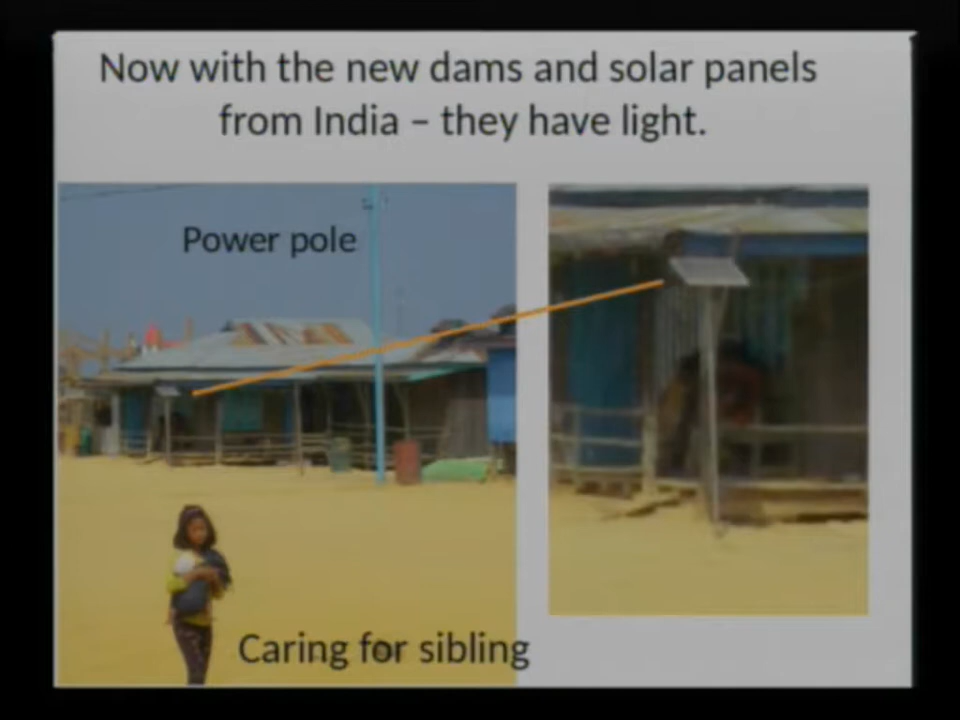 Now with the new dams and solar panels
from India – they have light.
Power pole
Caring for sibling